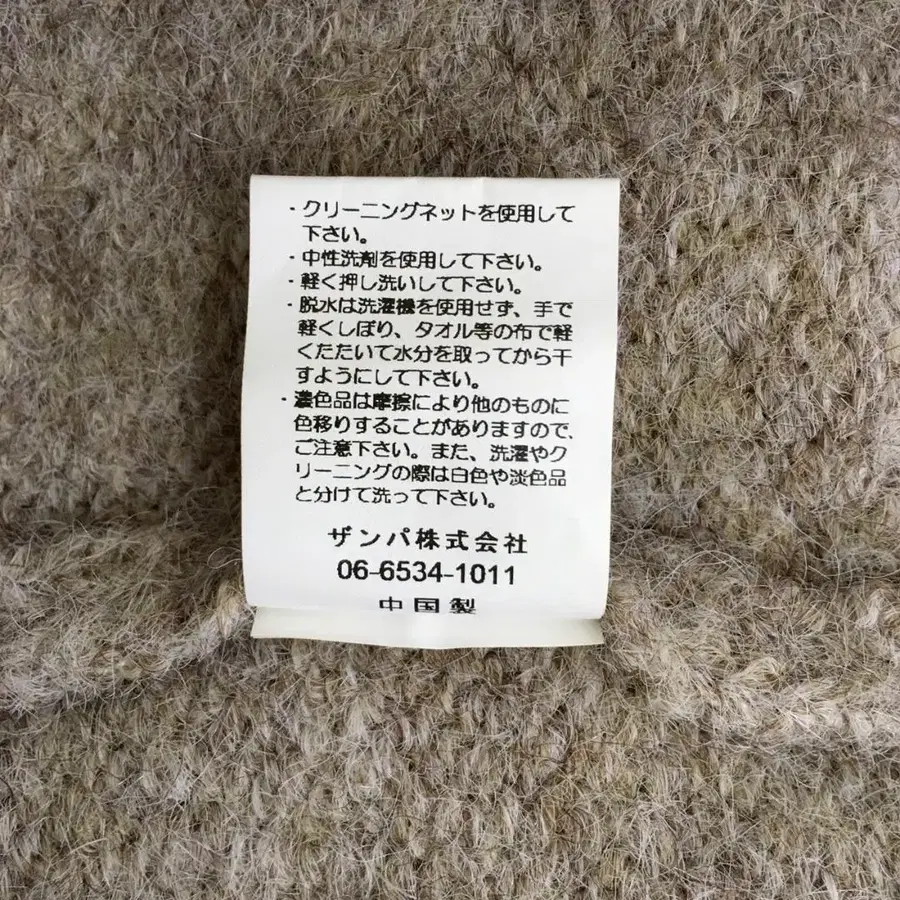 ・クリーニングネットを使用して
下さい。
・中性洗剤を使用して下さい。
・軽く押し洗いして下さい。
・脱水は洗濯機を使用せず、手で
軽くしぼり、タオル等の布で軽
くたたいて水分を取ってから干
すようにして下さい。
・濃色品は摩擦により他のものに
色移りすることがありますので、
ご注意下さい。また、洗濯やク
リーニングの際は白色や淡色品
と分けて洗って下さい。
ザンパ株式会社
06-6534-1011
中国製